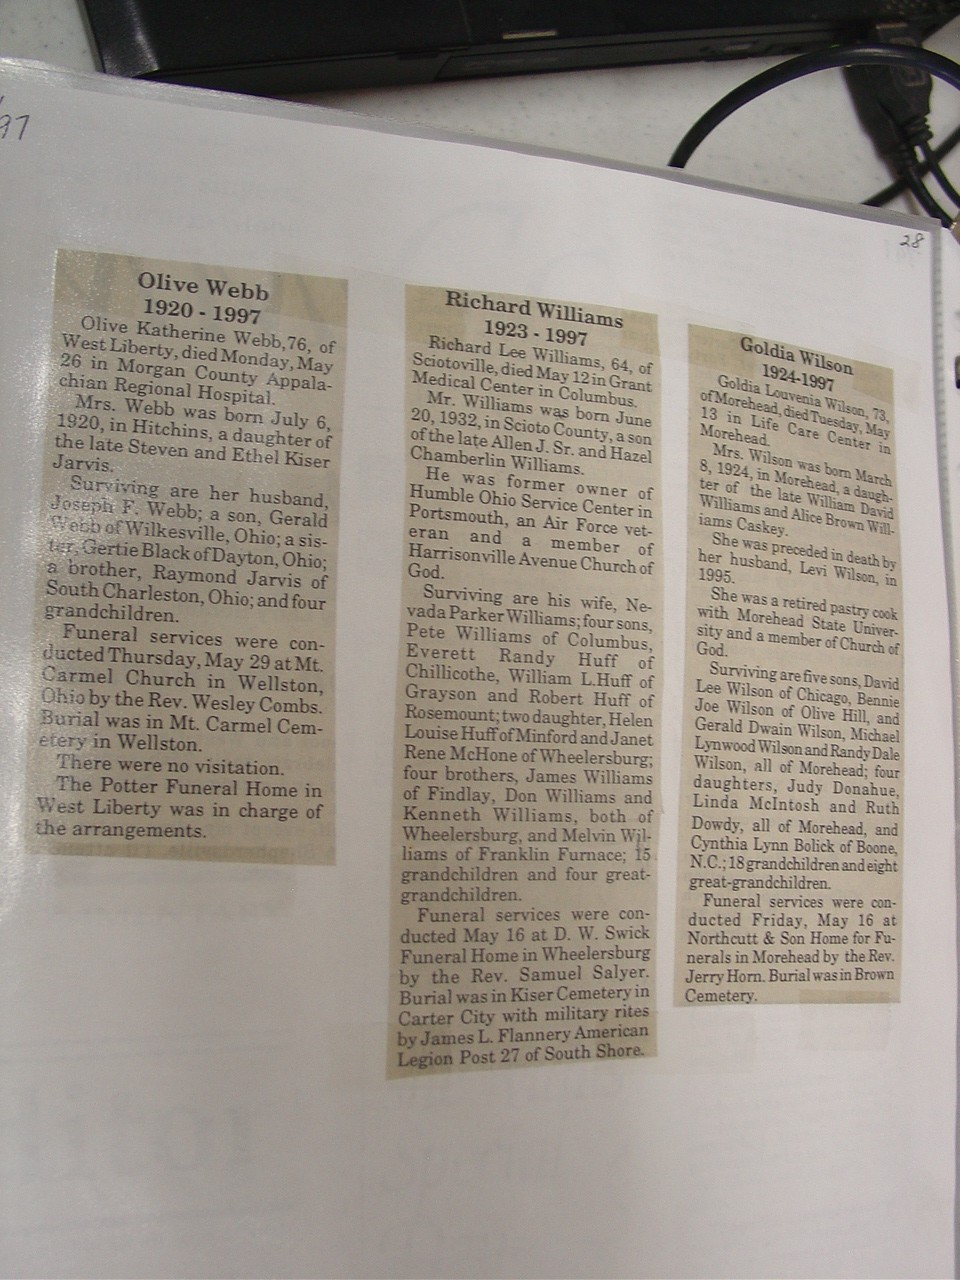 97
28
Olive Webb
1920 - 1997
Olive Katherine Webb,76, of
West Liberty, died Monday, May
26 in Morgan County Appala-
chian Regional Hospital.
Mrs. Webb was born July 6,
1920, in Hitchins, a daughter of
the late Steven and Ethel Kiser
Jarvis.
Surviving are her husband,
Joseph F. Webb; a son, Gerald
Webb of Wilkesville, Ohio; a sis-
ter, Gertie Black of Dayton, Ohio;
a brother, Raymond Jarvis of
South Charleston, Ohio; and four
grandchildren.
Funeral services were con-
ducted Thursday, May 29 at Mt.
Carmel Church in Wellston,
Ohio by the Rev. Wesley Combs.
Burial was in Mt. Carmel Cem-
etery in Wellston.
There were no visitation.
The Potter Funeral Home in
West Liberty was in charge of
the arrangements.
Richard Williams
1923 - 1997
Richard Lee Williams, 64, of
Sciotoville, died May 12 in Grant
Medical Center in Columbus.
Mr. Williams was born June
20, 1932, in Scioto County, a son
of the late Allen J. Sr. and Hazel
Chamberlin Williams.
He was former owner of
Humble Ohio Service Center in
Portsmouth, an Air Force vet-
eran and a member of
Harrisonville Avenue Church of
God.
Surviving are his wife, Ne-
vada Parker Williams; four sons,
Pete Williams of Columbus,
Everett Randy Huff of
Chillicothe, William L.Huff of
Grayson and Robert Huff of
Rosemount; two daughter, Helen
Louise Huff of Minford and Janet
Rene McHone of Wheelersburg;
four brothers, James Williams
of Findlay, Don Williams and
Kenneth Williams, both of
Wheelersburg, and Melvin Wil-
liams of Franklin Furnace; 15
grandchildren and four great-
grandchildren.
Funeral services were con-
ducted May 16 at D. W. Swick
Funeral Home in Wheelersburg
by the Rev. Samuel Salyer.
Burial was in Kiser Cemetery in
Carter City with military rites
by James L. Flannery American
Legion Post 27 of South Shore.
Goldia Wilson
1924-1997
Goldia Louvenia Wilson, 73,
of Morehead, died Tuesday, May
13 in Life Care Center in
Morehead.
Mrs. Wilson was born March
8, 1924, in Morehead, a daugh-
ter of the late William David
Williams and Alice Brown Will-
iams Caskey.
She was preceded in death by
her husband, Levi Wilson, in
1995.
She was a retired pastry cook
with Morehead State Univer-
sity and a member of Church of
God.
Surviving are five sons, David
Lee Wilson of Chicago, Bennie
Joe Wilson of Olive Hill, and
Gerald Dwain Wilson, Michael
Lynwood Wilson and Randy Dale
Wilson, all of Morehead; four
daughters, Judy Donahue,
Linda McIntosh and Ruth
Dowdy, all of Morehead, and
Cynthia Lynn Bolick of Boone,
N.C.; 18 grandchildren and eight
great-grandchildren.
Funeral services were con-
ducted Friday, May 16 at
Northcutt & Son Home for Fu-
nerals in Morehead by the Rev.
Jerry Horn. Burial was in Brown
Cemetery.